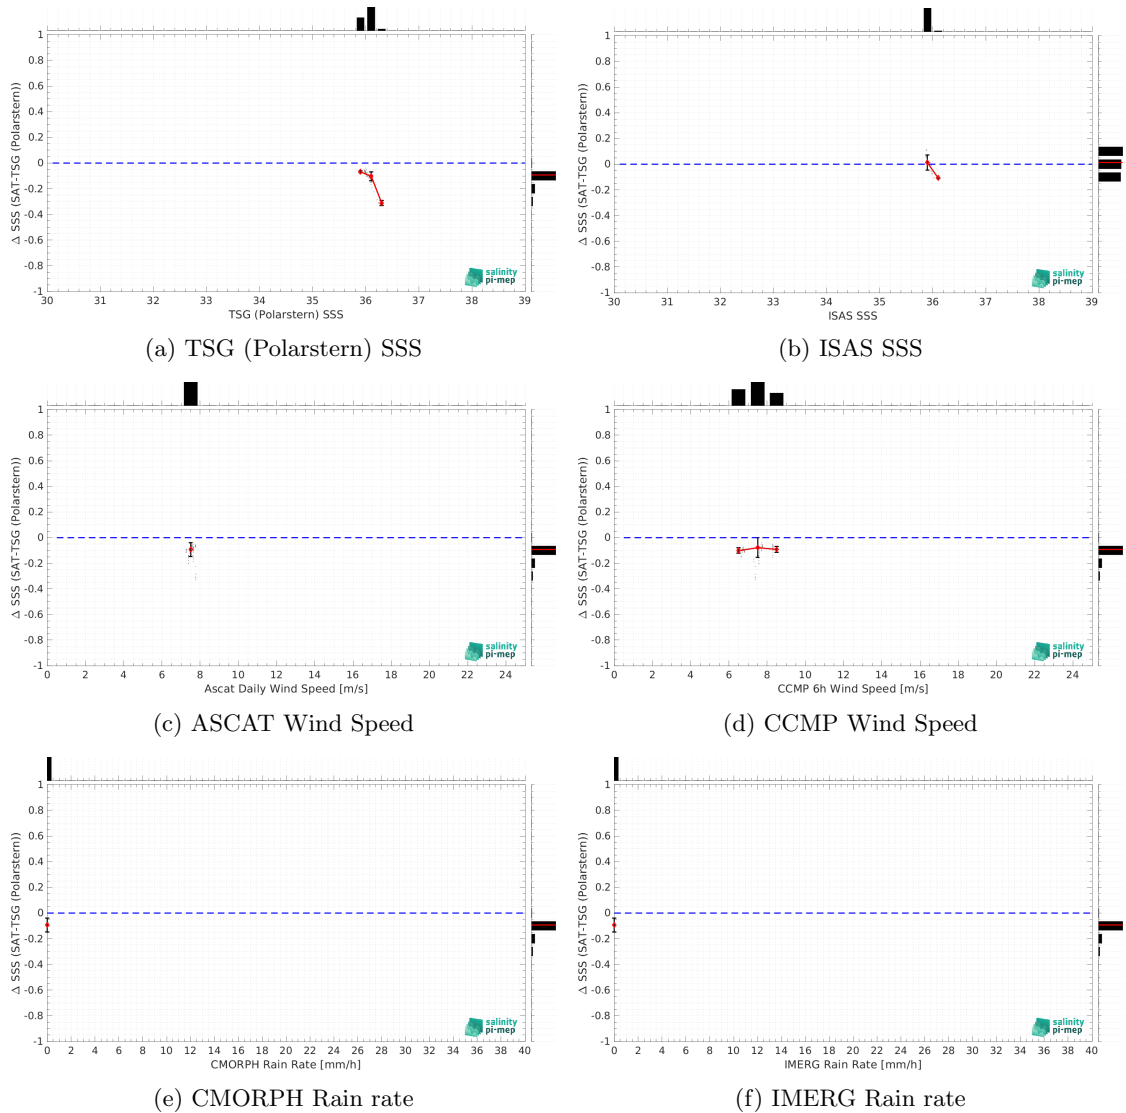 1
0.8
0.6
0.4
0.2
0
-0.2
-0.4
-0.6
-0.8
-1
Δ SSS (SAT-TSG (Polarstern))
30 31 32 33 34 35 36 37 38 39
TSG (Polarstern) SSS
salinity
pi-mep
(a) TSG (Polarstern) SSS
1
0.8
0.6
0.4
0.2
0
-0.2
-0.4
-0.6
-0.8
-1
Δ SSS (SAT-TSG (Polarstern))
30 31 32 33 34 35 36 37 38 39
ISAS SSS
salinity
pi-mep
(b) ISAS SSS
1
0.8
0.6
0.4
0.2
0
-0.2
-0.4
-0.6
-0.8
-1
Δ SSS (SAT-TSG (Polarstern))
0 2 4 6 8 10 12 14 16 18 20 22 24
Ascat Daily Wind Speed [m/s]
salinity
pi-mep
(c) ASCAT Wind Speed
1
0.8
0.6
0.4
0.2
0
-0.2
-0.4
-0.6
-0.8
-1
Δ SSS (SAT-TSG (Polarstern))
0 2 4 6 8 10 12 14 16 18 20 22 24
CCMP 6h Wind Speed [m/s]
salinity
pi-mep
(d) CCMP Wind Speed
1
0.8
0.6
0.4
0.2
0
-0.2
-0.4
-0.6
-0.8
-1
Δ SSS (SAT-TSG (Polarstern))
0 2 4 6 8 10 12 14 16 18 20 22 24 26 28 30 32 34 36 38 40
CMORPH Rain Rate [mm/h]
salinity
pi-mep
(e) CMORPH Rain rate
1
0.8
0.6
0.4
0.2
0
-0.2
-0.4
-0.6
-0.8
-1
Δ SSS (SAT-TSG (Polarstern))
0 2 4 6 8 10 12 14 16 18 20 22 24 26 28 30 32 34 36 38 40
IMERG Rain Rate [mm/h]
salinity
pi-mep
(f) IMERG Rain rate